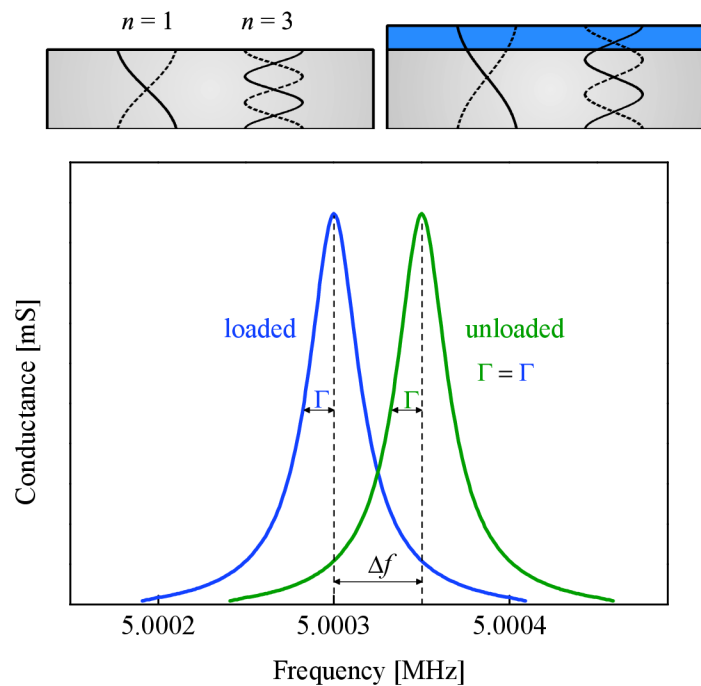 n = 1
n = 3
loaded
unloaded
Γ = Γ
Γ
Γ
Δf
Conductance [mS]
5.0002
5.0003
5.0004
Frequency [MHz]